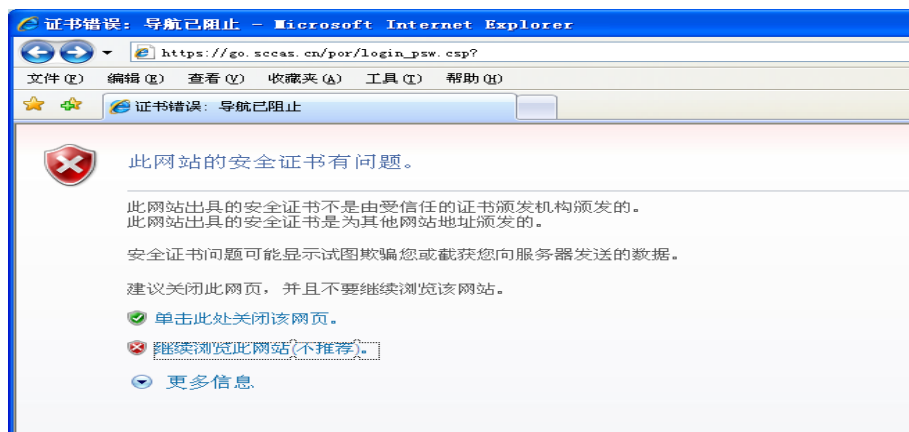 证书错误: 导航已阻止 - Microsoft Internet Explorer
https://go.sccas.cn/por/login_psw.csp?
文件(F) 编辑(E) 查看(V) 收藏夹(A) 工具(T) 帮助(H)
证书错误: 导航已阻止
此网站的安全证书有问题。
此网站出具的安全证书不是由受信任的证书颁发机构颁发的。
此网站出具的安全证书是为其他网站地址颁发的。
安全证书问题可能显示试图欺骗您或截获您向服务器发送的数据。
建议关闭此网页，并且不要继续浏览该网站。
单击此处关闭该网页。
继续浏览此网站(不推荐)。
更多信息